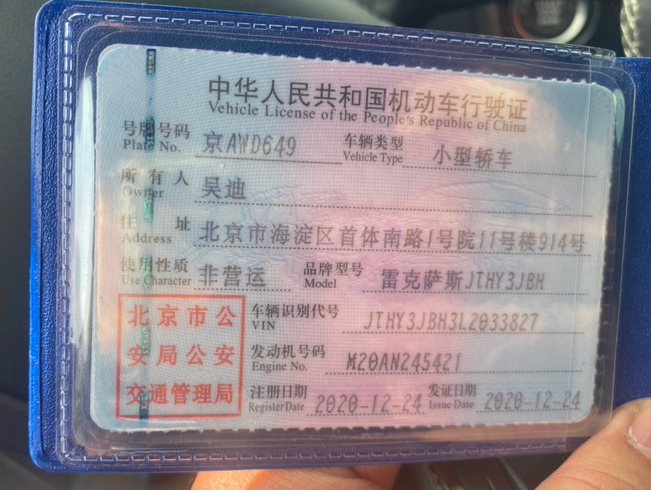 中华人民共和国机动车行驶证
Vehicle License of the People's Republic of China
号牌号码 京AWD649 车辆类型 小型轿车
Plate No. Vehicle Type
所有人 吴迪
Owner
住址 北京市海淀区首体南路1号院11号楼914号
Address
使用性质 非营运 品牌型号 雷克萨斯JTHY3JBH
Use Character Model
北京市公安局公安交通管理局
车辆识别代号 JTHY3JBH3L2033827
VIN
发动机号码 M20AN245421
Engine No.
注册日期 2020-12-24 发证日期 2020-12-24
Register Date Issue Date